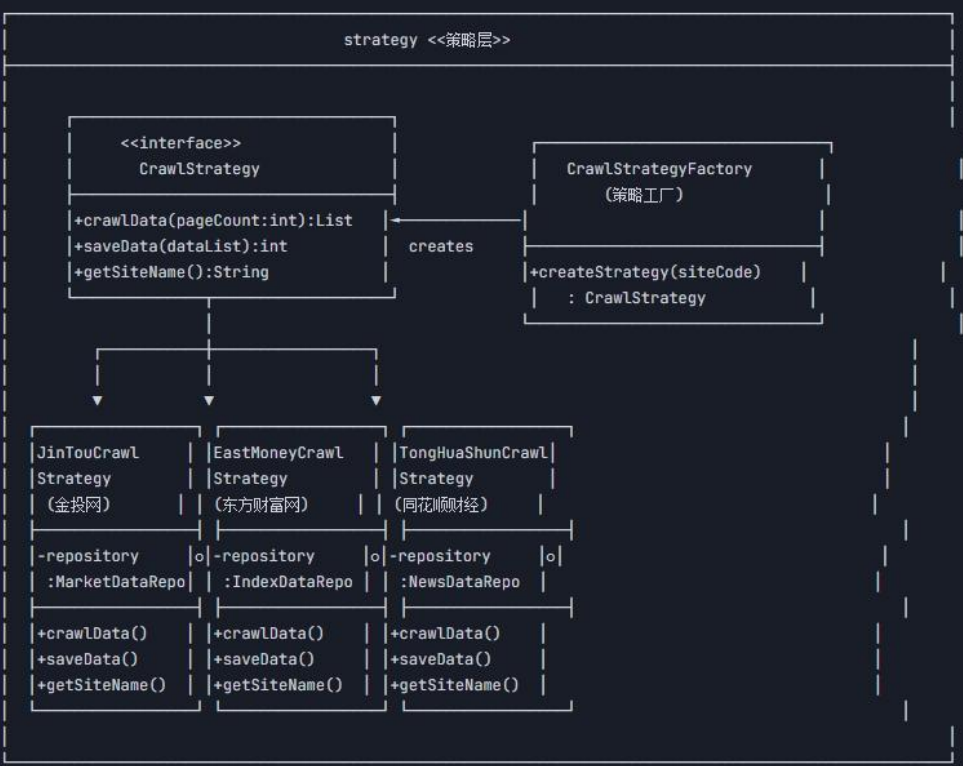 strategy <<策略层>>
<<interface>>
CrawlStrategy
+crawlData(pageCount:int):List
+saveData(dataList):int
+getSiteName():String
creates
CrawlStrategyFactory
(策略工厂)
+createStrategy(siteCode)
: CrawlStrategy
JinTouCrawl
Strategy
(金投网)
-repository
:MarketDataRepo
+crawlData()
+saveData()
+getSiteName()
EastMoneyCrawl
Strategy
(东方财富网)
-repository
:IndexDataRepo
+crawlData()
+saveData()
+getSiteName()
TongHuaShunCrawl
Strategy
(同花顺财经)
-repository
:NewsDataRepo
+crawlData()
+saveData()
+getSiteName()